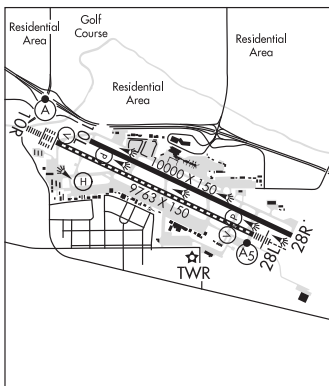 Golf
Course
Residential
Area
Residential
Area
Residential
Area
A
10R
V
10L
P
10000 X 150
H
9763 X 150
P
V
28L
28R
A5
TWR